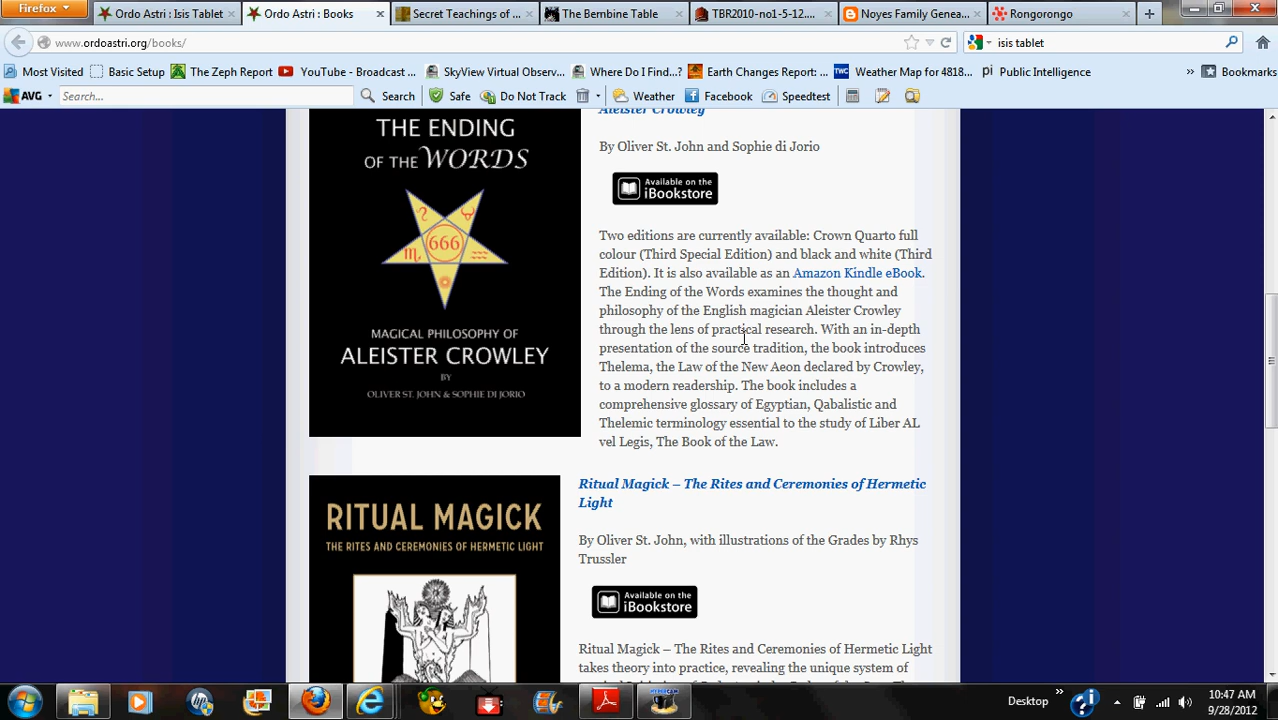 Firefox
Ordo Astri : Isis Tablet
Ordo Astri : Books
Secret Teachings of ...
The Bembine Table
TBR2010-no1-5-12....
Noyes Family Genea...
Rongorongo
www.ordoastri.org/books/
isis tablet
Most Visited
Basic Setup
The Zeph Report
YouTube - Broadcast ...
SkyView Virtual Observ...
Where Do I Find...?
Earth Changes Report: ...
TWC
Weather Map for 4818...
pi Public Intelligence
Bookmarks
AVG
Search...
Search
Safe
Do Not Track
Weather
Facebook
Speedtest
THE ENDING
OF THE WORDS
666
MAGICAL PHILOSOPHY OF
ALEISTER CROWLEY
BY
OLIVER ST. JOHN & SOPHIE DI JORIO
Aleister Crowley
By Oliver St. John and Sophie di Jorio
Available on the
iBookstore
Two editions are currently available: Crown Quarto full
colour (Third Special Edition) and black and white (Third
Edition). It is also available as an Amazon Kindle eBook.
The Ending of the Words examines the thought and
philosophy of the English magician Aleister Crowley
through the lens of practical research. With an in-depth
presentation of the source tradition, the book introduces
Thelema, the Law of the New Aeon declared by Crowley,
to a modern readership. The book includes a
comprehensive glossary of Egyptian, Qabalistic and
Thelemic terminology essential to the study of Liber AL
vel Legis, The Book of the Law.
RITUAL MAGICK
THE RITES AND CEREMONIES OF HERMETIC LIGHT
Ritual Magick – The Rites and Ceremonies of Hermetic
Light
By Oliver St. John, with illustrations of the Grades by Rhys
Trussler
Available on the
iBookstore
Ritual Magick – The Rites and Ceremonies of Hermetic Light
takes theory into practice, revealing the unique system of
Desktop
10:47 AM
9/28/2012